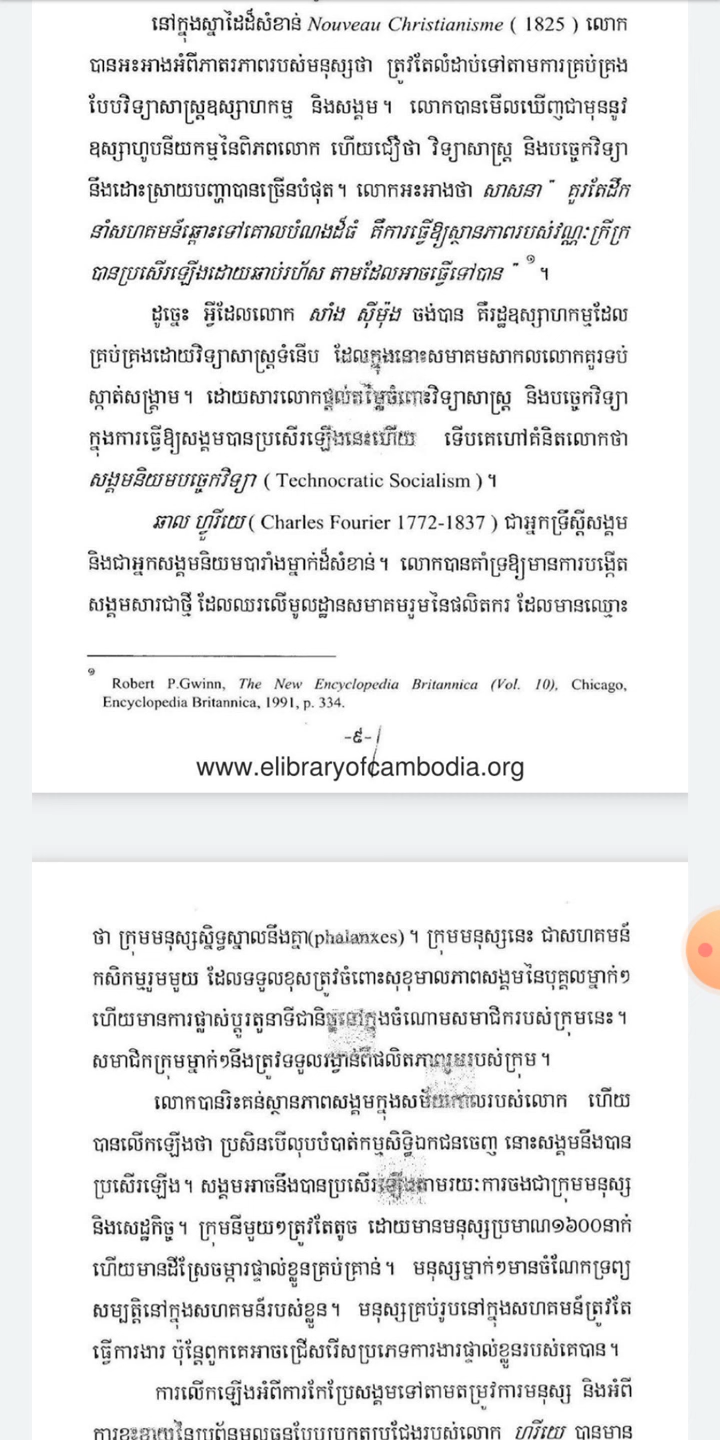 នៅក្នុងស្នាដៃដ៏សំខាន់ Nouveau Christianisme ( 1825 ) លោក
បានអះអាងអំពីភាតរភាពរបស់មនុស្សថា ត្រូវតែលំដាប់ទៅតាមការគ្រប់គ្រង
បែបវិទ្យាសាស្ត្រឧស្សាហកម្ម និងសង្គម។ លោកបានមើលឃើញជាមុននូវ
ឧស្សាហូបនីយកម្មនៃពិភពលោក ហើយជឿថា វិទ្យាសាស្ត្រ និងបច្ចេកវិទ្យា
នឹងដោះស្រាយបញ្ហាបានច្រើនបំផុត។ លោកអះអាងថា សាសនា " គួរតែដឹក
នាំសហគមន៍ឆ្ពោះទៅគោលបំណងដ៏ធំ គឺការធ្វើឱ្យស្ថានភាពរបស់វណ្ណៈក្រីក្រ
បានប្រសើរឡើងដោយឆាប់រហ័ស តាមដែលអាចធ្វើទៅបាន " ១ ។
ដូច្នេះ អ្វីដែលលោក សាំង ស៊ីម៉ុង ចង់បាន គឺរដ្ឋឧស្សាហកម្មដែល
គ្រប់គ្រងដោយវិទ្យាសាស្ត្រទំនើប ដែលក្នុងនោះសមាគមសាកលលោកគួរទប់
ស្កាត់សង្គ្រាម។ ដោយសារលោកផ្តល់តម្លៃចំពោះវិទ្យាសាស្ត្រ និងបច្ចេកវិទ្យា
ក្នុងការធ្វើឱ្យសង្គមបានប្រសើរឡើងនេះហើយ ទើបគេហៅគំនិតលោកថា
សង្គមនិយមបច្ចេកវិទ្យា ( Technocratic Socialism ) ។
ឆាល ហ្វូរីយេ ( Charles Fourier 1772-1837 ) ជាអ្នកទ្រឹស្តីសង្គម
និងជាអ្នកសង្គមនិយមបារាំងម្នាក់ដ៏សំខាន់។ លោកបានគាំទ្រឱ្យមានការបង្កើត
សង្គមសារជាថ្មី ដែលឈរលើមូលដ្ឋានសមាគមរួមនៃផលិតករ ដែលមានឈ្មោះ
១ Robert P.Gwinn, The New Encyclopedia Britannica (Vol. 10), Chicago,
Encyclopedia Britannica, 1991, p. 334.
-៩-
www.elibraryofcambodia.org
ថា ក្រុមមនុស្សស្និទ្ធស្នាលនឹងគ្នា(phalanxes) ។ ក្រុមមនុស្សនេះ ជាសហគមន៍
កសិកម្មរួមមួយ ដែលទទួលខុសត្រូវចំពោះសុខុមាលភាពសង្គមនៃបុគ្គលម្នាក់ៗ
ហើយមានការផ្លាស់ប្តូរតួនាទីជានិច្ចនៅក្នុងចំណោមសមាជិករបស់ក្រុមនេះ។
សមាជិកក្រុមម្នាក់ៗនឹងត្រូវទទួលរង្វាន់ពីផលិតភាពរួមរបស់ក្រុម។
លោកបានរិះគន់ស្ថានភាពសង្គមក្នុងសម័យកាលរបស់លោក ហើយ
បានលើកឡើងថា ប្រសិនបើលុបបំបាត់កម្មសិទ្ធិឯកជនចេញ នោះសង្គមនឹងបាន
ប្រសើរឡើង។ សង្គមអាចនឹងបានប្រសើរឡើងតាមរយៈការចងជាក្រុមមនុស្ស
និងសេដ្ឋកិច្ច។ ក្រុមនីមួយៗត្រូវតែតូច ដោយមានមនុស្សប្រមាណ១៦០០នាក់
ហើយមានដីស្រែចម្ការផ្ទាល់ខ្លួនគ្រប់គ្រាន់។ មនុស្សម្នាក់ៗមានចំណែកទ្រព្យ
សម្បត្តិនៅក្នុងសហគមន៍របស់ខ្លួន។ មនុស្សគ្រប់រូបនៅក្នុងសហគមន៍ត្រូវតែ
ធ្វើការងារ ប៉ុន្តែពួកគេអាចជ្រើសរើសប្រភេទការងារផ្ទាល់ខ្លួនរបស់គេបាន។
ការលើកឡើងអំពីការកែប្រែសង្គមទៅតាមតម្រូវការមនុស្ស និងអំពី
ការខ្ជះខ្ជាយនៃប្រព័ន្ធមូលធនបែបប្រកួតប្រជែងរបស់លោក ហ្វូរីយេ បានមាន